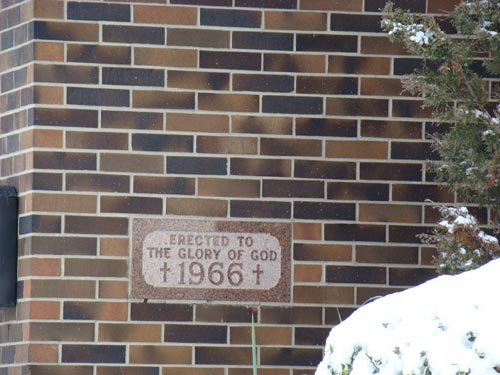 ERECTED TO
THE GLORY OF GOD
†1966†